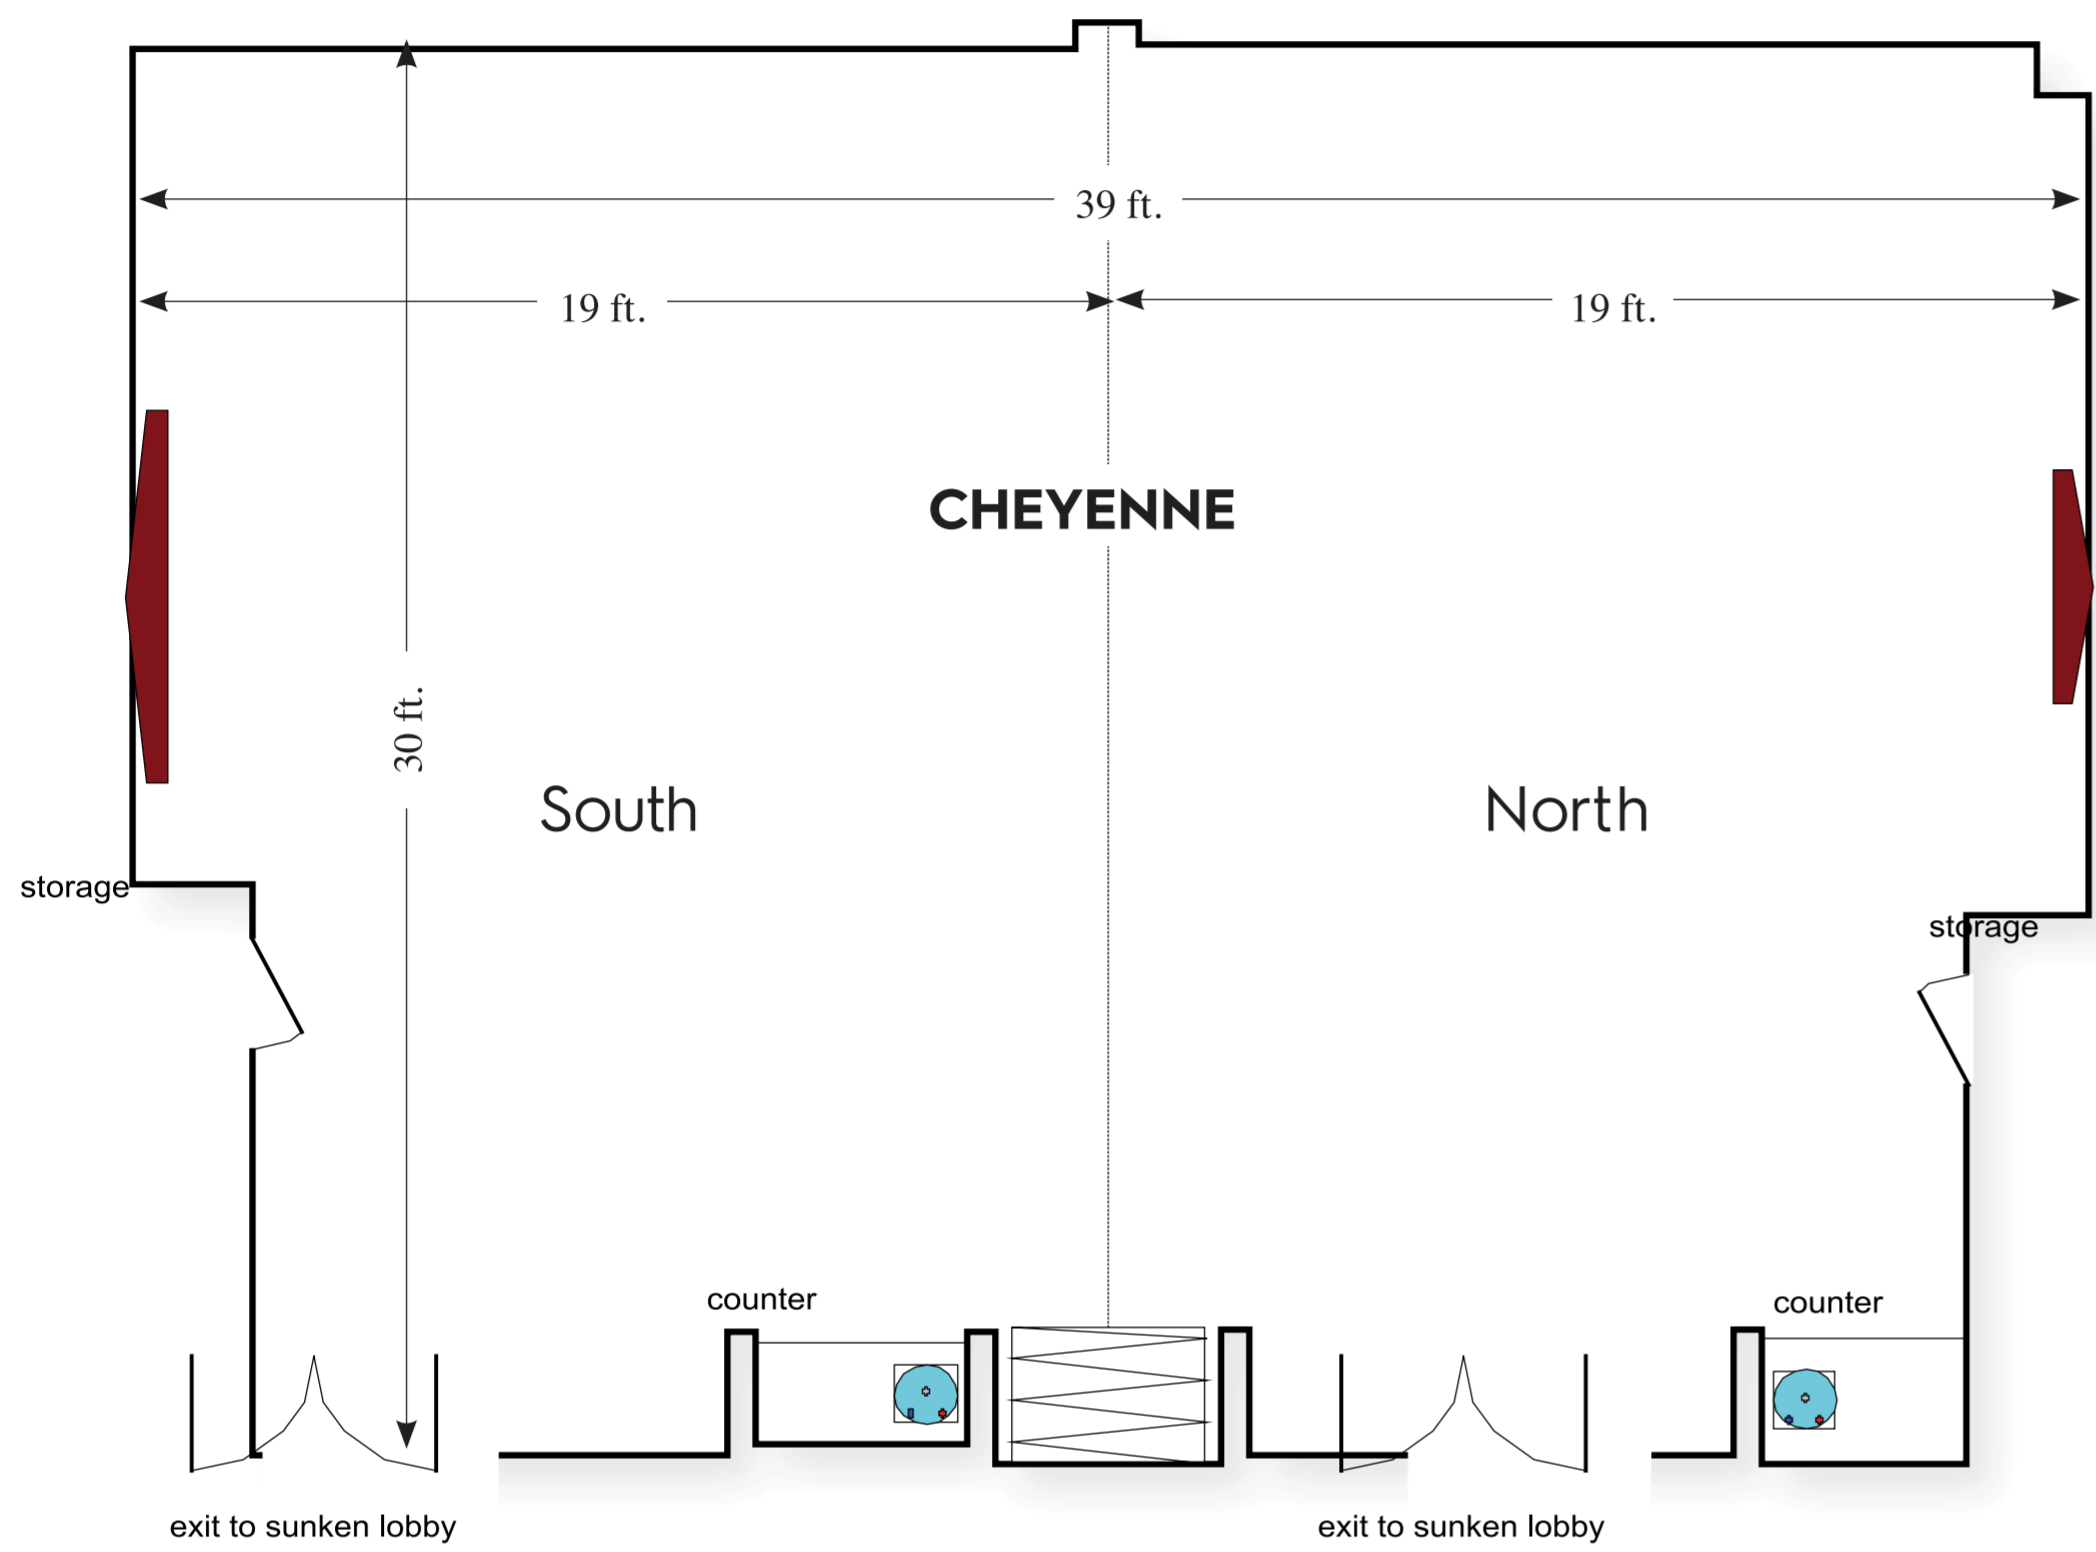 39 ft.
19 ft.
19 ft.
CHEYENNE
30 ft.
South
North
storage
storage
counter
counter
exit to sunken lobby
exit to sunken lobby